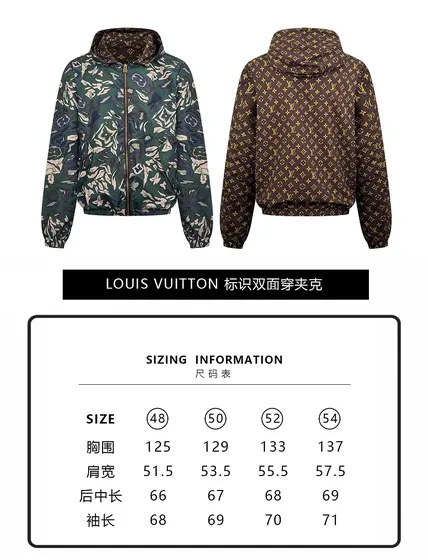 LOUIS VUITTON 标识双面穿夹克
SIZING INFORMATION
尺码表
SIZE 48 50 52 54
胸围 125 129 133 137
肩宽 51.5 53.5 55.5 57.5
后中长 66 67 68 69
袖长 68 69 70 71